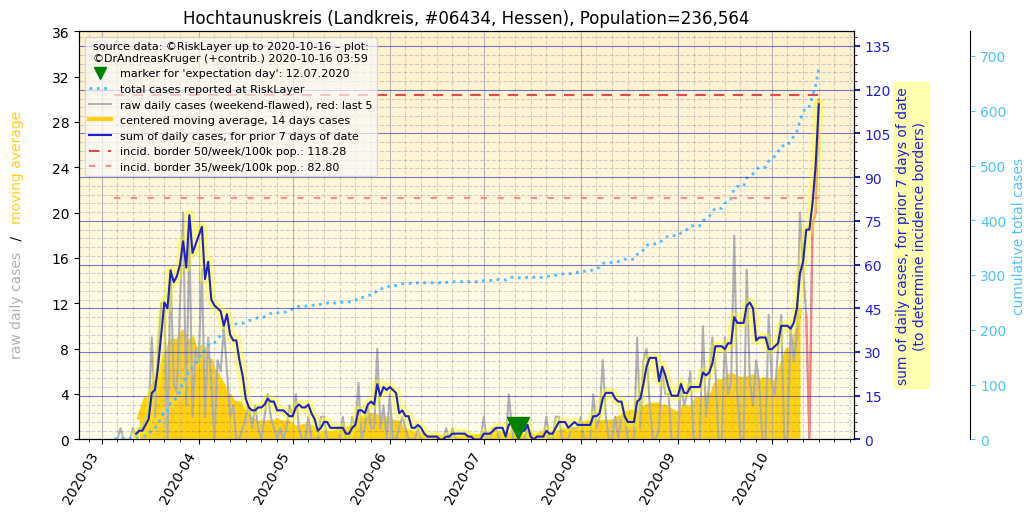 Hochtaunuskreis (Landkreis, #06434, Hessen), Population=236,564
source data: ©RiskLayer up to 2020-10-16 – plot:
©DrAndreasKruger (+contrib.) 2020-10-16 03:59
marker for 'expectation day': 12.07.2020
total cases reported at RiskLayer
raw daily cases (weekend-flawed), red: last 5
centered moving average, 14 days cases
sum of daily cases, for prior 7 days of date
incid. border 50/week/100k pop.: 118.28
incid. border 35/week/100k pop.: 82.80
raw daily cases / moving average
36
32
28
24
20
16
12
8
4
0
2020-03
2020-04
2020-05
2020-06
2020-07
2020-08
2020-09
2020-10
135
120
105
90
75
60
45
30
15
0
sum of daily cases, for prior 7 days of date
(to determine incidence borders)
700
600
500
400
300
200
100
0
cumulative total cases